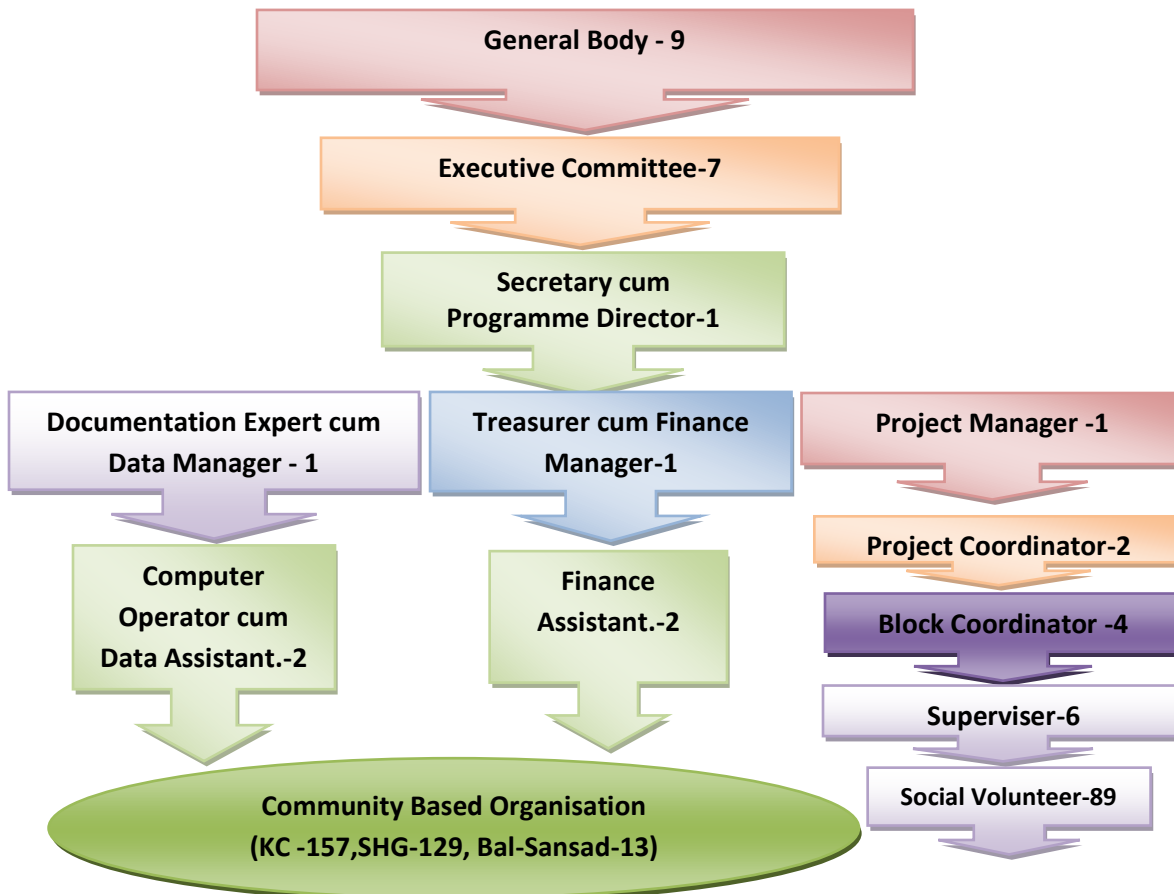 General Body - 9
Executive Committee-7
Secretary cum
Programme Director-1
Documentation Expert cum
Data Manager - 1
Treasurer cum Finance
Manager-1
Project Manager -1
Computer
Operator cum
Data Assistant.-2
Finance
Assistant.-2
Project Coordinator-2
Block Coordinator -4
Superviser-6
Social Volunteer-89
Community Based Organisation
(KC -157,SHG-129, Bal-Sansad-13)